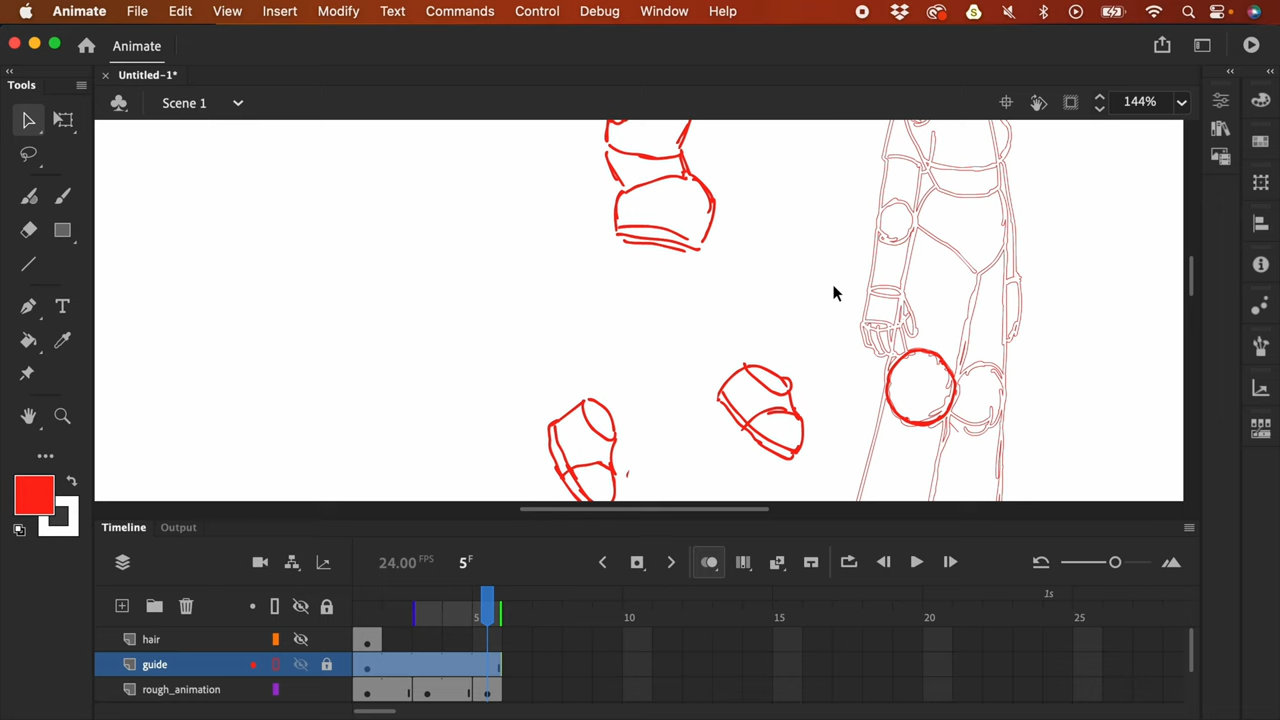 Animate File Edit View Insert Modify Text Commands Control Debug Window Help
Animate
Tools
Untitled-1*
Scene 1
144%
Timeline Output
24.00 FPS 5F
1s
5 10 15 20 25
hair
guide
rough_animation